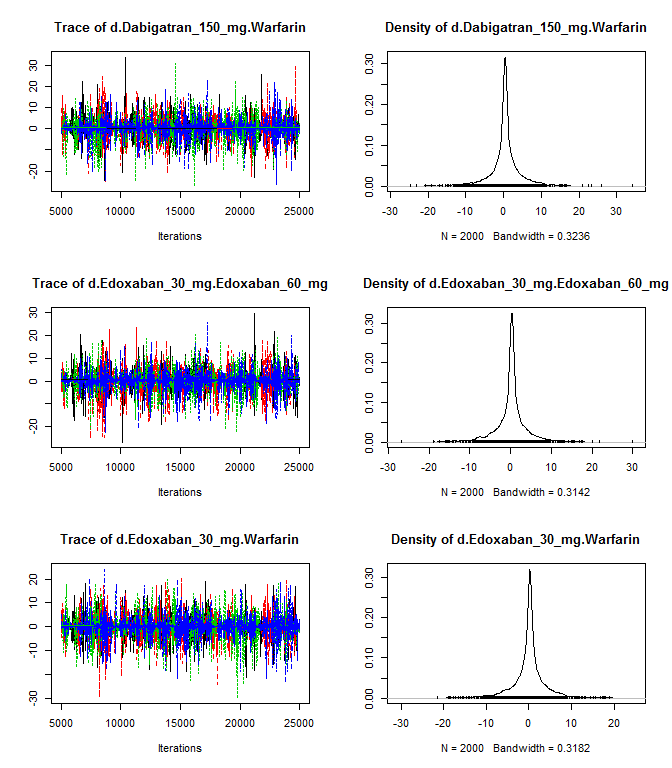 Trace of d.Dabigatran_150_mg.Warfarin
30
20
10
0
-20
5000 10000 15000 20000 25000
Iterations
Density of d.Dabigatran_150_mg.Warfarin
0.30
0.20
0.10
0.00
-30 -20 -10 0 10 20 30
N = 2000 Bandwidth = 0.3236
Trace of d.Edoxaban_30_mg.Edoxaban_60_mg
30
20
10
0
-20
5000 10000 15000 20000 25000
Iterations
Density of d.Edoxaban_30_mg.Edoxaban_60_mg
0.30
0.20
0.10
0.00
-30 -20 -10 0 10 20 30
N = 2000 Bandwidth = 0.3142
Trace of d.Edoxaban_30_mg.Warfarin
20
10
0
-10
-30
5000 10000 15000 20000 25000
Iterations
Density of d.Edoxaban_30_mg.Warfarin
0.30
0.20
0.10
0.00
-30 -20 -10 0 10 20
N = 2000 Bandwidth = 0.3182